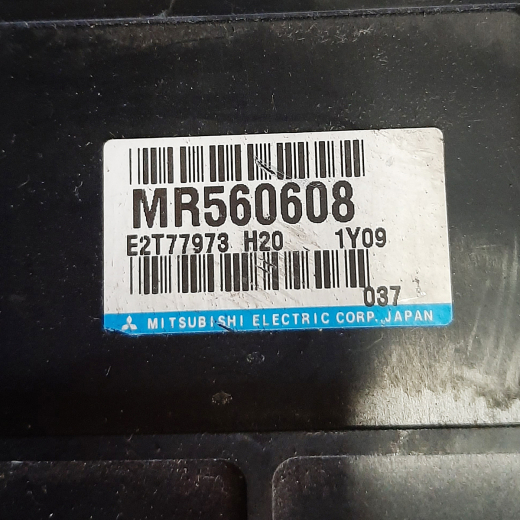 MR560608
E2T77973 H20 1Y09
037
MITSUBISHI ELECTRIC CORP. JAPAN